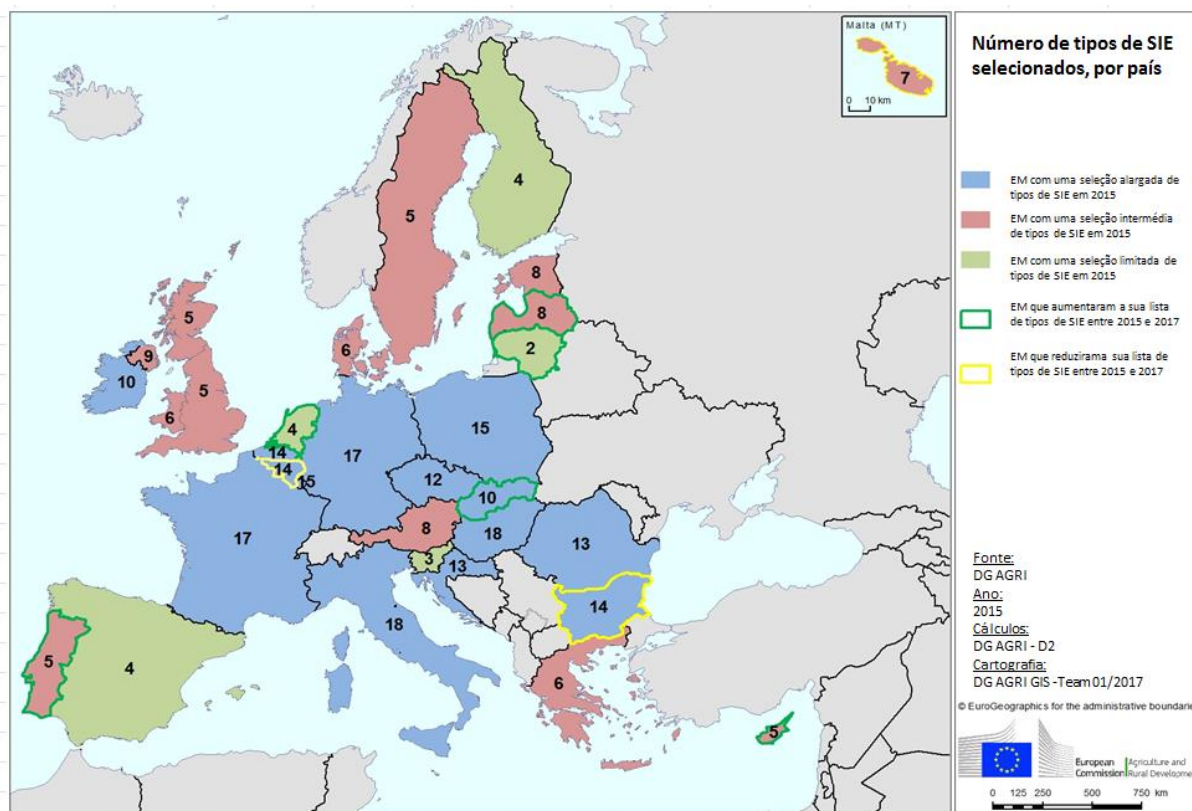 Malta (MT)
7
0 10 km
4
5
8
8
2
5
9
10
5
6
6
4
14
14
15
17
15
12
10
8
18
3
13
13
17
18
14
5
4
6
5
Número de tipos de SIE
selecionados, por país
EM com uma seleção alargada de
tipos de SIE em 2015
EM com uma seleção intermédia
de tipos de SIE em 2015
EM com uma seleção limitada de
tipos de SIE em 2015
EM que aumentaram a sua lista
de tipos de SIE entre 2015 e 2017
EM que reduzirama sua lista de
tipos de SIE entre 2015 e 2017
Fonte:
DG AGRI
Ano:
2015
Cálculos:
DG AGRI - D2
Cartografia:
DG AGRI GIS -Team 01/2017
© EuroGeographics for the administrative boundarie
European
Commission
Agriculture and
Rural Developme
0 125 250 500 750 km